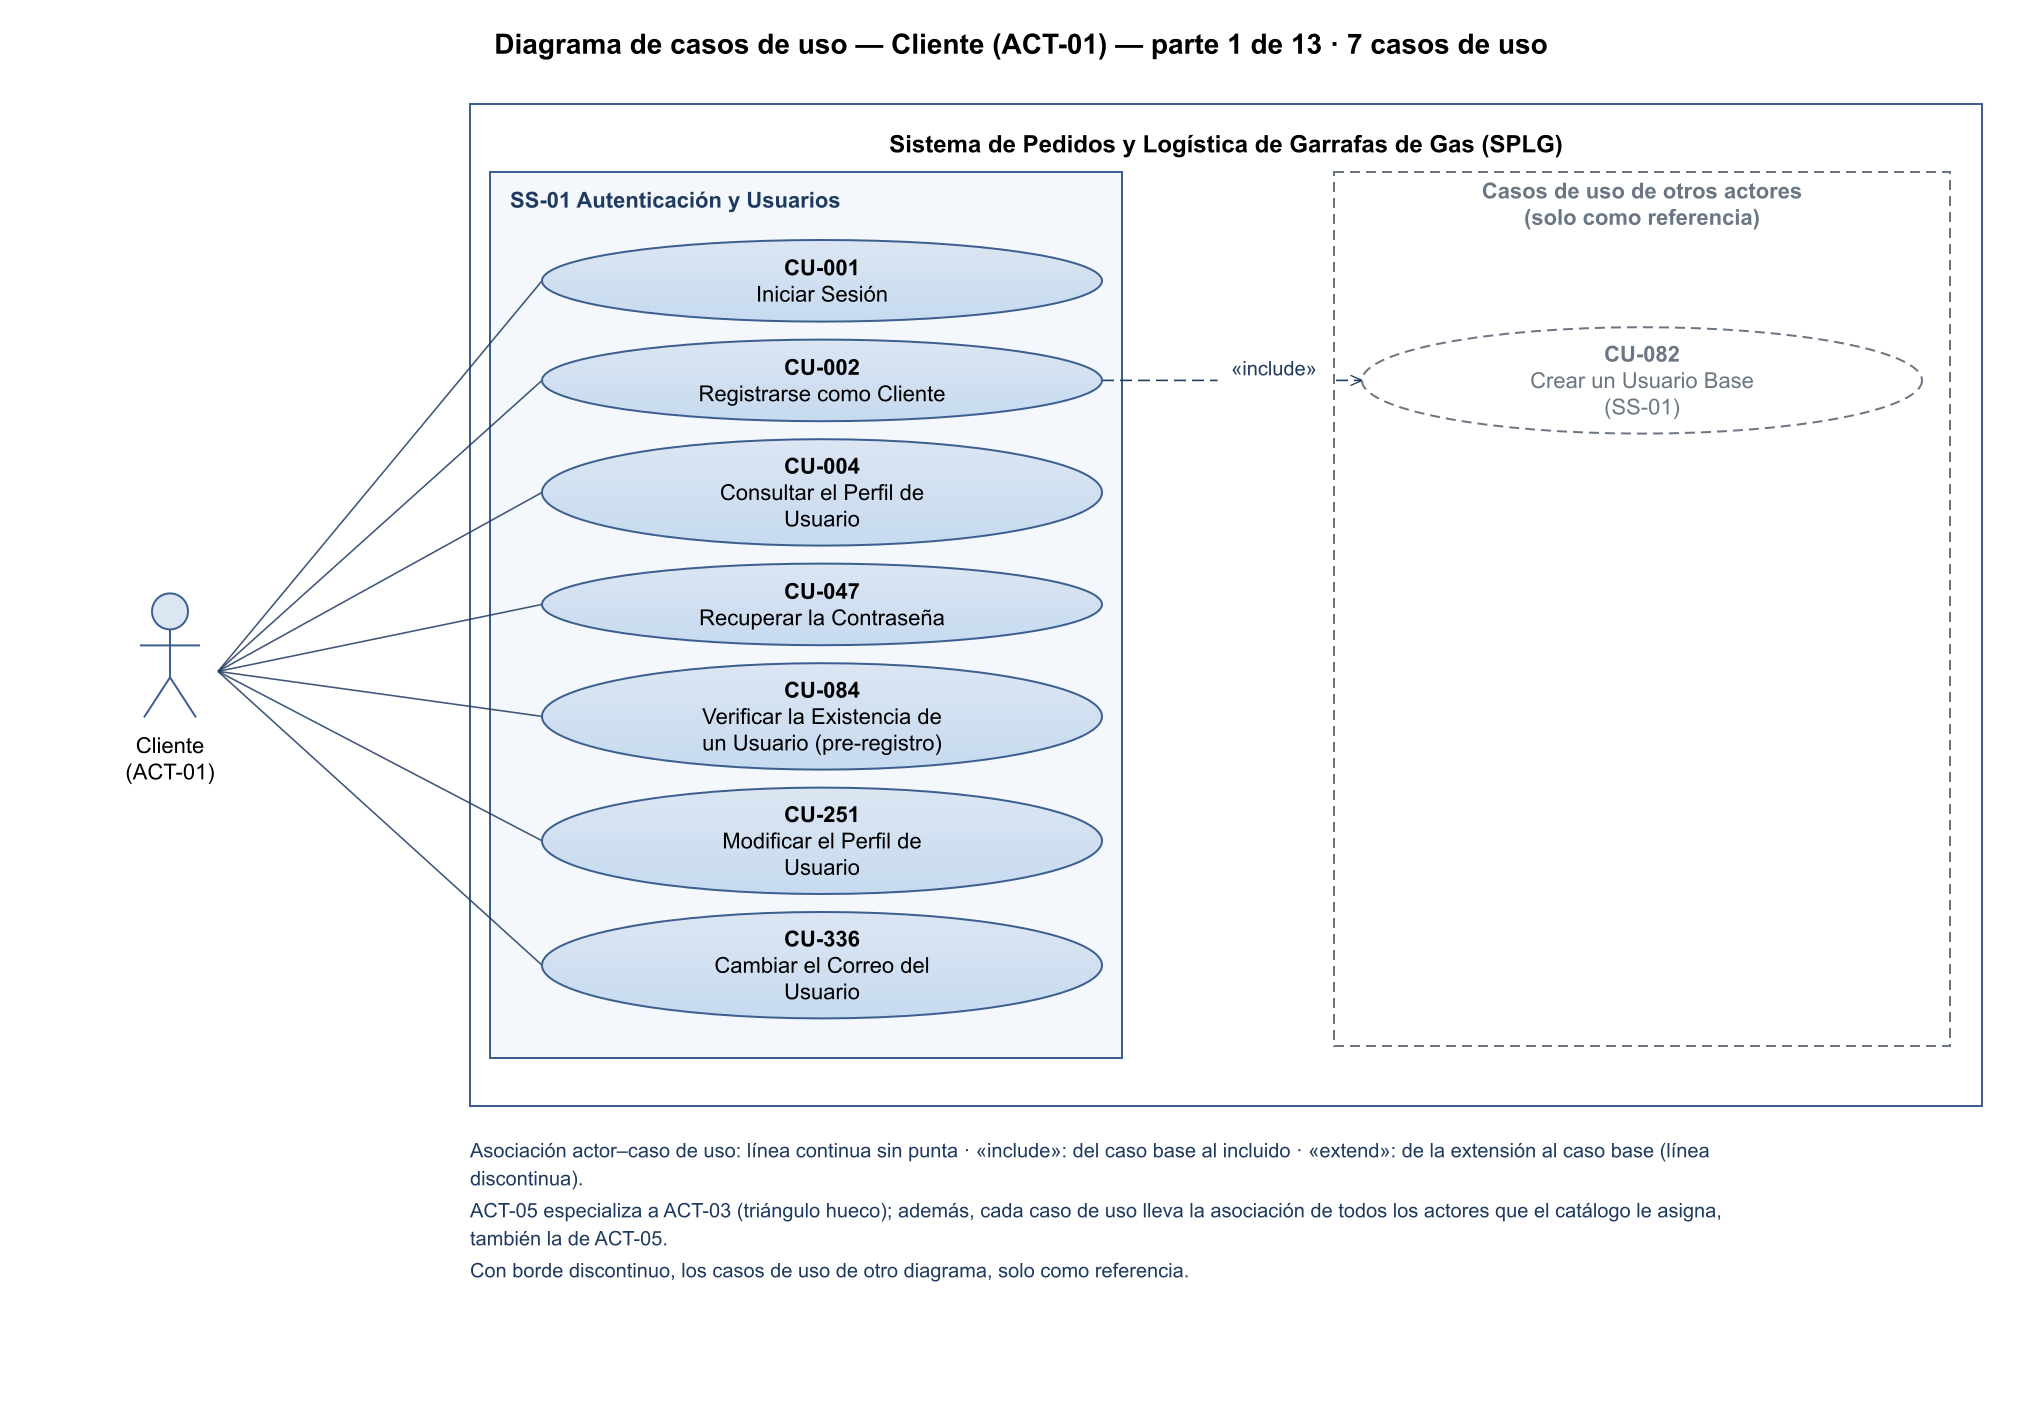 Diagrama de casos de uso — Cliente (ACT-01) — parte 1 de 13 · 7 casos de uso
Sistema de Pedidos y Logística de Garrafas de Gas (SPLG)
SS-01 Autenticación y Usuarios
Casos de uso de otros actores
(solo como referencia)
CU-001
Iniciar Sesión
CU-002
Registrarse como Cliente
«include»
CU-082
Crear un Usuario Base
(SS-01)
CU-004
Consultar el Perfil de
Usuario
CU-047
Recuperar la Contraseña
CU-084
Verificar la Existencia de
un Usuario (pre-registro)
Cliente
(ACT-01)
CU-251
Modificar el Perfil de
Usuario
CU-336
Cambiar el Correo del
Usuario
Asociación actor–caso de uso: línea continua sin punta · «include»: del caso base al incluido · «extend»: de la extensión al caso base (línea
discontinua).
ACT-05 especializa a ACT-03 (triángulo hueco); además, cada caso de uso lleva la asociación de todos los actores que el catálogo le asigna,
también la de ACT-05.
Con borde discontinuo, los casos de uso de otro diagrama, solo como referencia.